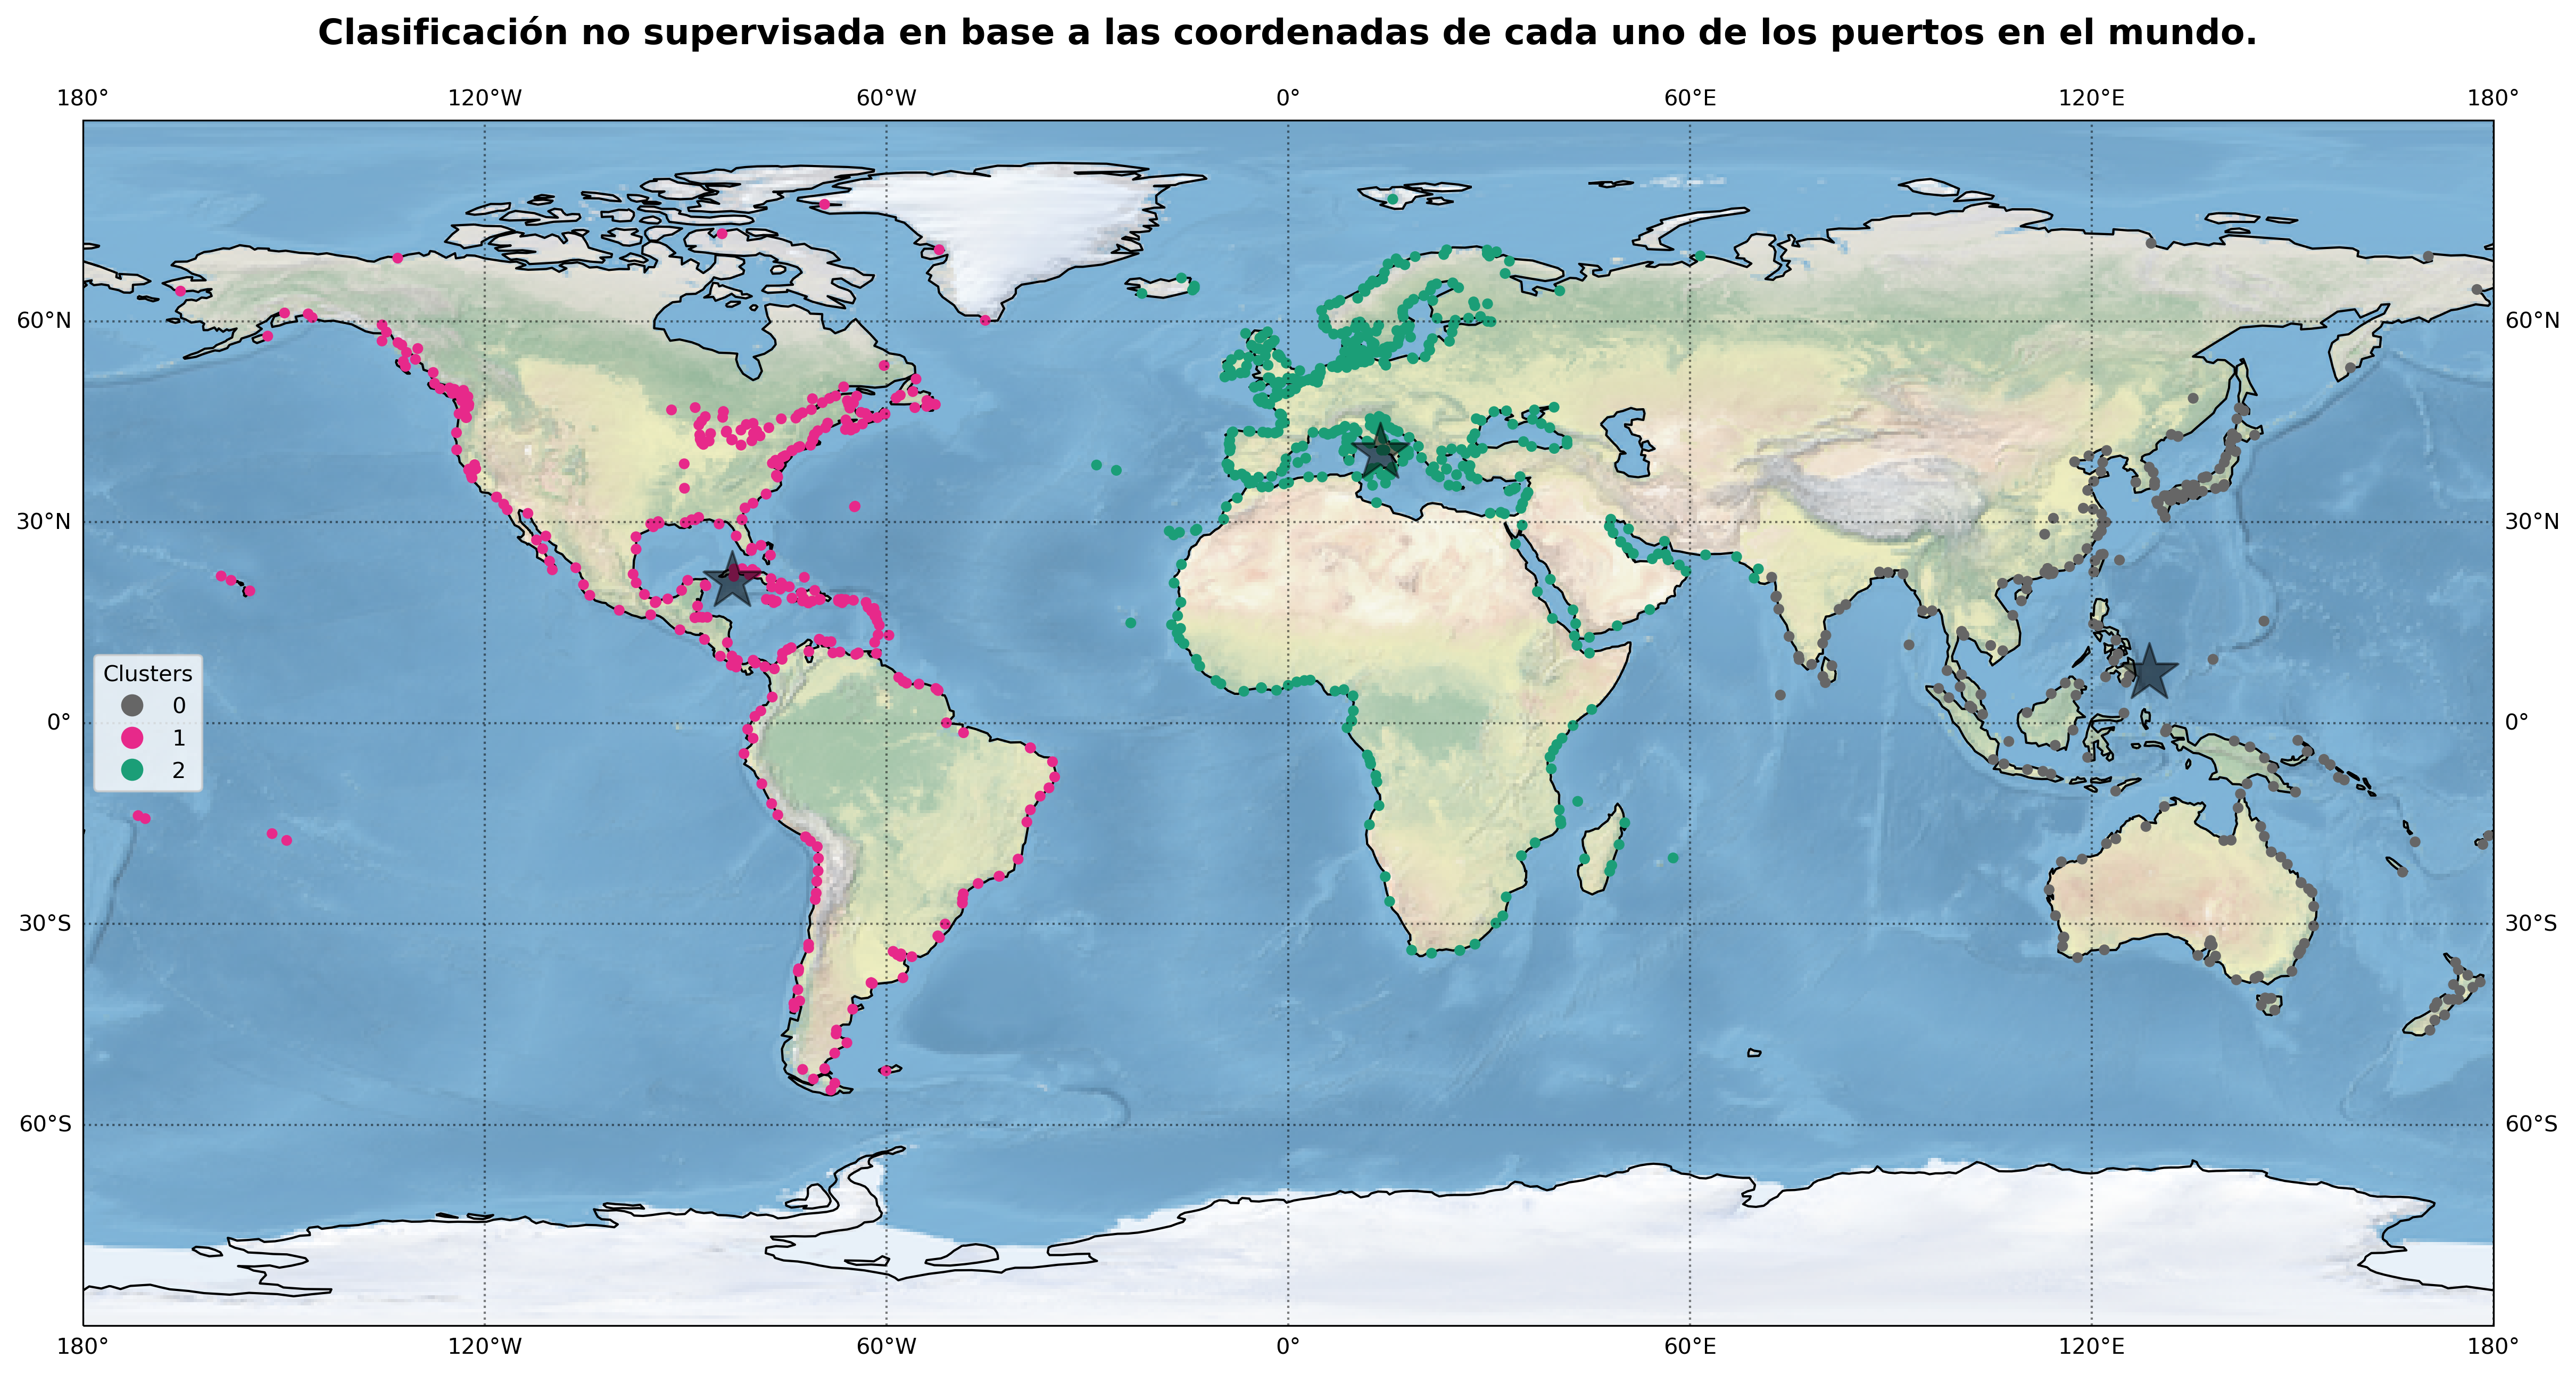 Clasificación no supervisada en base a las coordenadas de cada uno de los puertos en el mundo.
180° 120°W 60°W 0° 60°E 120°E 180°
60°N 60°N
30°N 30°N
Clusters
0
0° 0°
1
2
30°S 30°S
60°S 60°S
180° 120°W 60°W 0° 60°E 120°E 180°